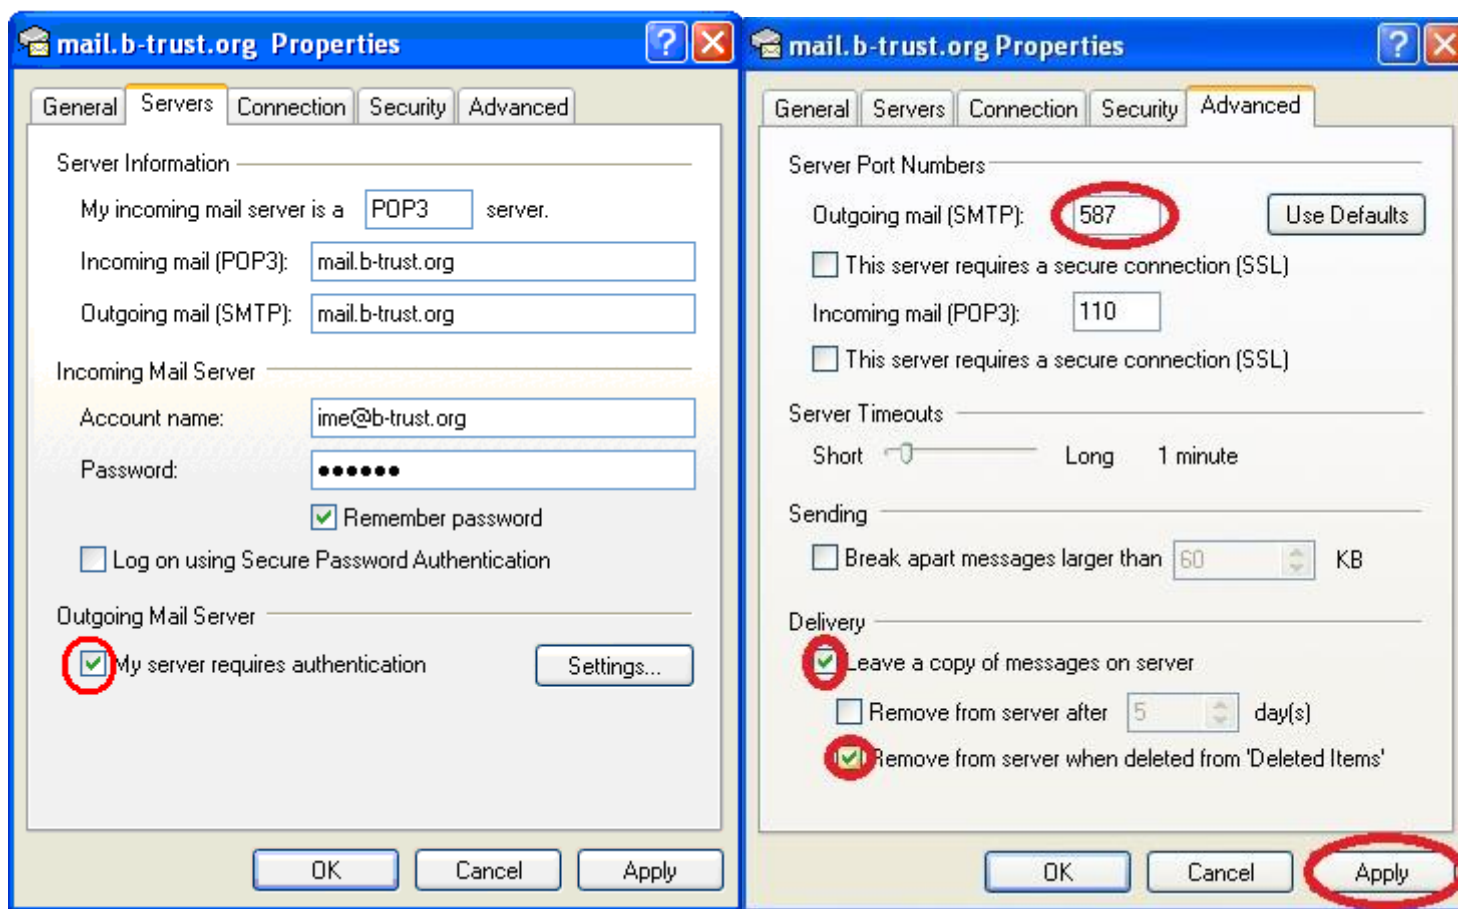 mail.b-trust.org Properties
General Servers Connection Security Advanced
Server Information
My incoming mail server is a POP3 server.
Incoming mail (POP3): mail.b-trust.org
Outgoing mail (SMTP): mail.b-trust.org
Incoming Mail Server
Account name: ime@b-trust.org
Password: ●●●●●●
Remember password
Log on using Secure Password Authentication
Outgoing Mail Server
My server requires authentication Settings...
OK Cancel Apply
mail.b-trust.org Properties
General Servers Connection Security Advanced
Server Port Numbers
Outgoing mail (SMTP): 587 Use Defaults
This server requires a secure connection (SSL)
Incoming mail (POP3): 110
This server requires a secure connection (SSL)
Server Timeouts
Short Long 1 minute
Sending
Break apart messages larger than 60 KB
Delivery
Leave a copy of messages on server
Remove from server after 5 day(s)
Remove from server when deleted from 'Deleted Items'
OK Cancel Apply